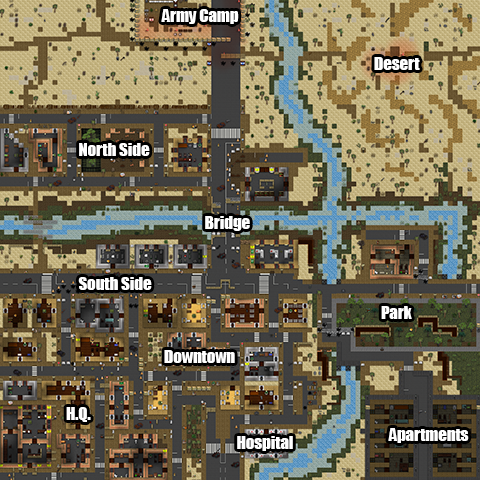 Army Camp
Desert
North Side
Bridge
South Side
Park
Downtown
H.Q.
Hospital
Apartments